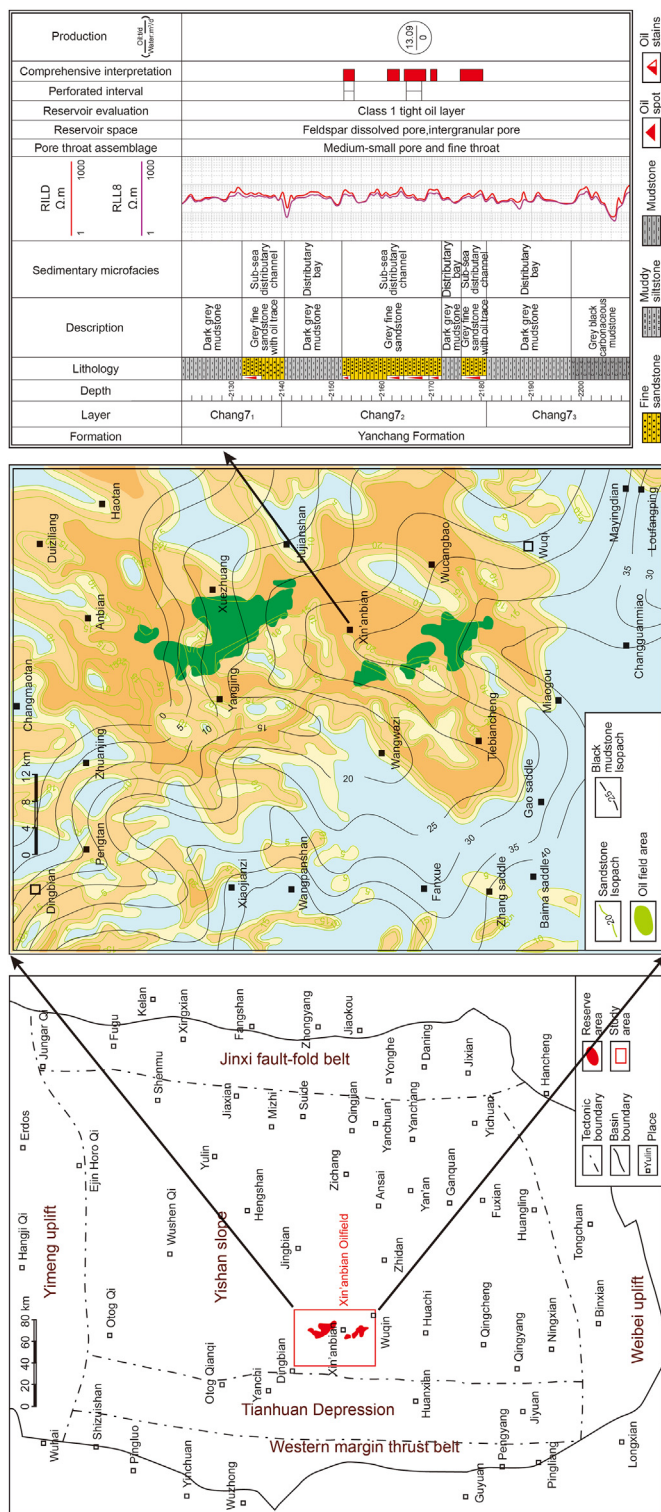 Wuhai
Shizuishan
Pingluo
Yinchuan
Wuzhong
Guyuan
Pengyang
Pingliang
Longxian
Western margin thrust belt
Tianhuan Depression
0 20 40 60 80 km
Otog Qianqi
Yanchi
Dingbian
Huanxian
Jiyuan
Yimeng uplift
Hangji Qi
Erdos
Otog Qi
Ejin Horo Qi
Jungar Qi
Wushen Qi
Yishan slope
Yulin
Shenmu
Fugu
Kelan
Xingxian
Jingbian
Hengshan
Jiaxian
Mizhi
Suide
Fangshan
Zhongyang
Jiaokou
Jinxi fault-fold belt
Xin'anbian Oilfield
Xin'anbian
Wuqin
Zhidan
Ansai
Zichang
Qingjian
Yanchuan
Yonghe
Daning
Jixian
Huachi
Yan'an
Yanchang
Ganquan
Qingcheng
Qingyang
Ningxian
Fuxian
Yichuan
Huangling
Hancheng
Binxian
Tongchuan
Weibei uplift
Tectonic
boundary
Reserve
area
Basin
boundary
Study
area
Yulin
Place
Dingbian
Pengtan
Zhuanjing
Changmaotan
Anbian
Duiziliang
Haotan
0 4 8 12 km
Xiaojianzi
Wangpanshan
Yangjing
Xuezhuang
Hujianshan
0
5
10
15
20
25
30
35
Xin'anbian
Wangwazi
Fanxue
Zhang saddle
Baima saddle
Gao saddle
Tiebiancheng
Wucangbao
Wuqi
Miaogou
Changguanmiao
Mayingdian
Loufangping
35
30
20
Sandstone
Isopach
25
Black
mudstone
Isopach
Oil field area
Formation
Layer
Depth
Lithology
Description
Sedimentary microfacies
RILD
Ω.m
1 1000
RLL8
Ω.m
1 1000
Pore throat assemblage
Reservoir space
Reservoir evaluation
Perforated interval
Comprehensive interpretation
Production
Oil:t/d
Water:m³/d
Yanchang Formation
Chang7₁
Chang7₂
Chang7₃
2130
2140
2150
2160
2170
2180
2190
2200
Dark grey
mudstone
Grey fine
sandstone
with oil trace
Dark grey
mudstone
Grey fine
sandstone
Dark grey
mudstone
Grey fine
sandstone
with oil trace
Dark grey
mudstone
Grey black
carbonaceous
mudstone
Sub-sea
distributary
channel
Distributary
bay
Sub-sea
distributary
channel
Distributary
bay
Sub-sea
distributary
channel
Distributary
bay
Medium-small pore and fine throat
Feldspar dissolved pore,intergranular pore
Class 1 tight oil layer
13.09
0
Fine
sandstone
Muddy
siltstone
Mudstone
Oil
spot
Oil
stains